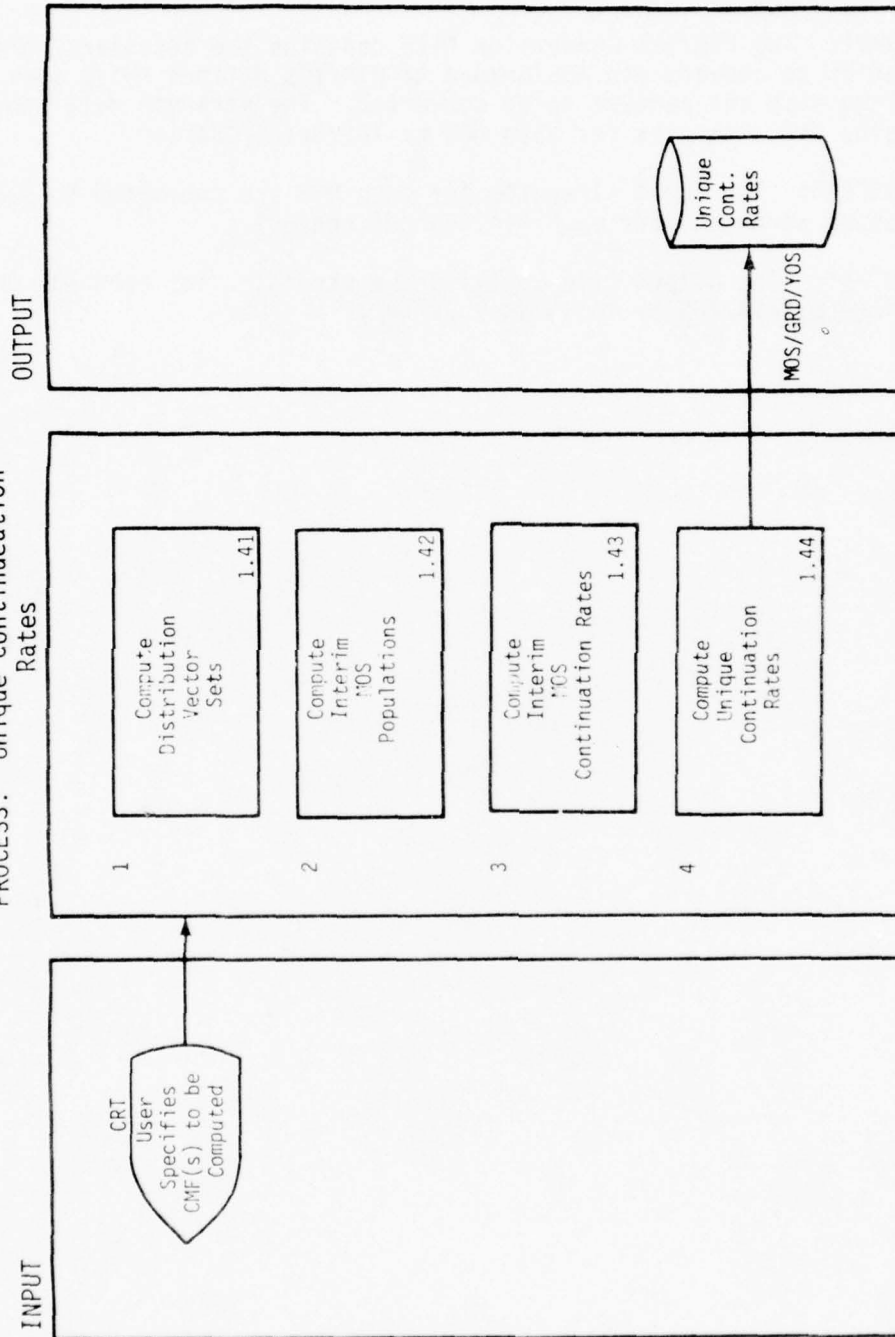 INPUT
PROCESS: Unique Continuation
Rates
OUTPUT
CRT
User
Specifies
CMF(s) to be
Computed
1
Compute
Distribution
Vector
Sets
1.41
2
Compute
Interim
MOS
Populations
1.42
3
Compute
Interim
MOS
Continuation Rates
1.43
4
Compute
Unique
Continuation
Rates
1.44
MOS/GRD/YOS
Unique
Cont.
Rates